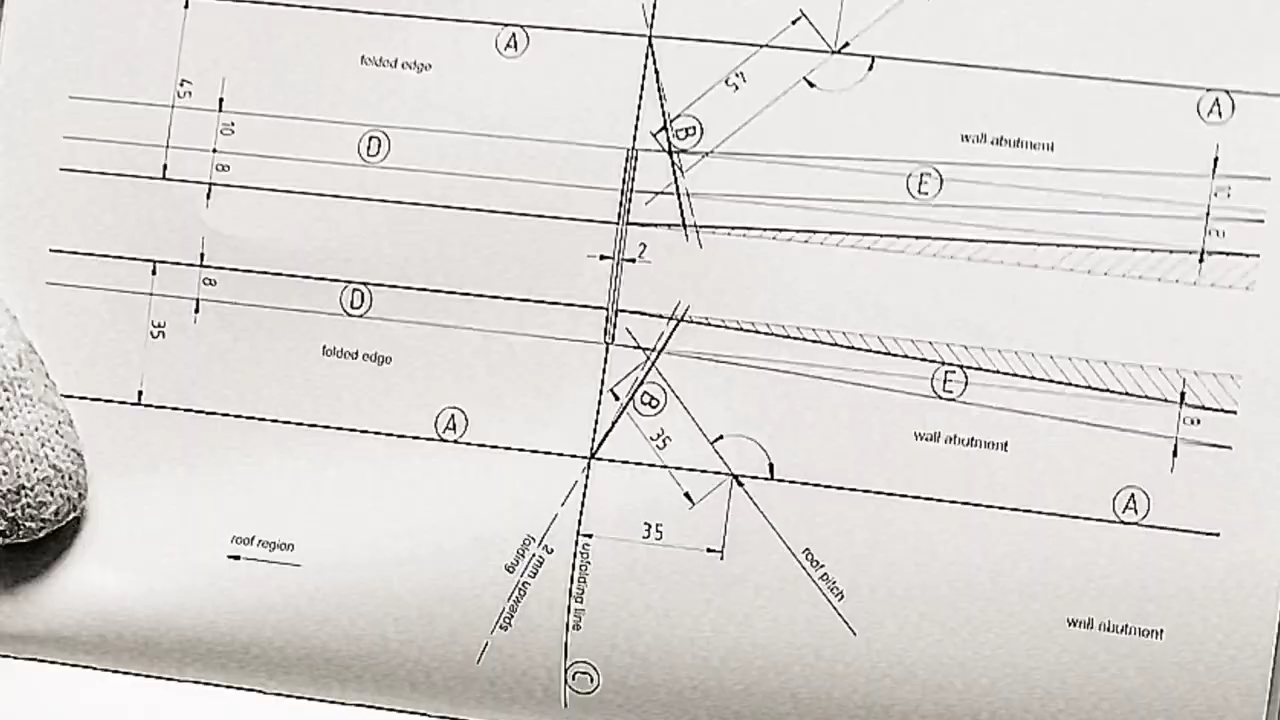 A
folded edge
45
45
B
A
wall abutment
10
D
8
E
2
8
D
35
folded edge
E
8
B
35
wall abutment
A
A
35
roof region
2 mm upwards
folding
upfolding line
roof pitch
wall abutment
C